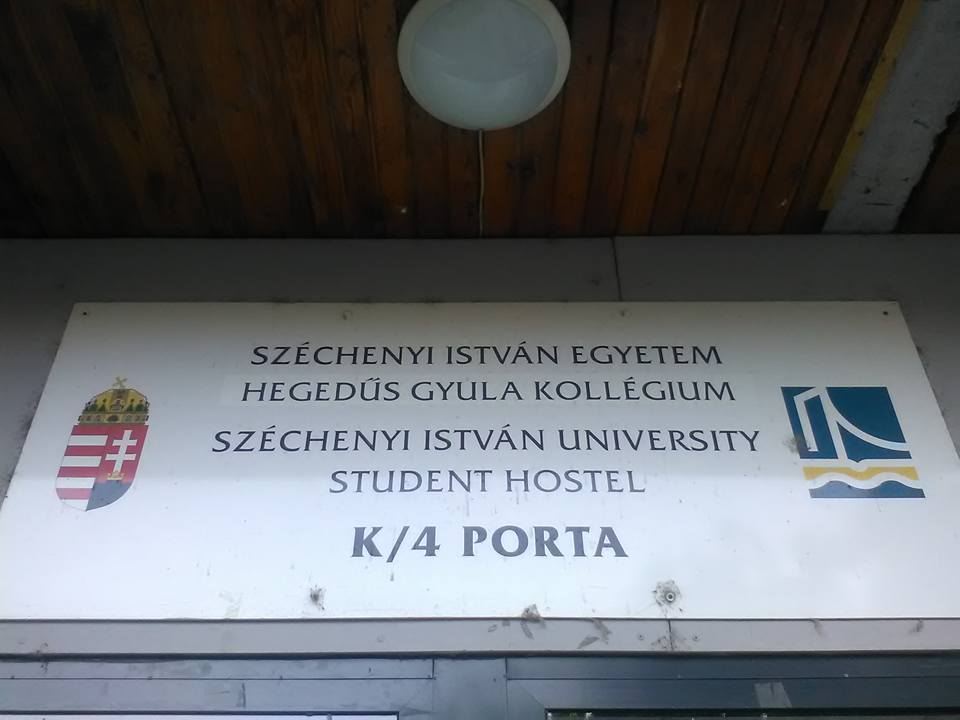 SZÉCHENYI ISTVÁN EGYETEM
HEGEDŰS GYULA KOLLÉGIUM
SZÉCHENYI ISTVÁN UNIVERSITY
STUDENT HOSTEL
K/4 PORTA